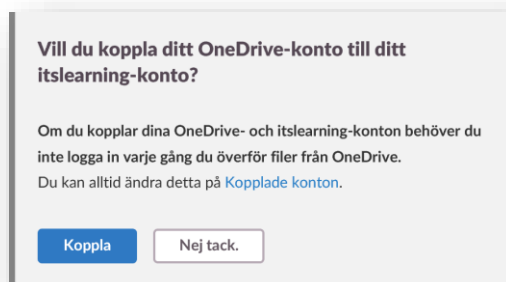 Vill du koppla ditt OneDrive-konto till ditt
itslearning-konto?
Om du kopplar dina OneDrive- och itslearning-konton behöver du
inte logga in varje gång du överför filer från OneDrive.
Du kan alltid ändra detta på Kopplade konton.
Koppla Nej tack.